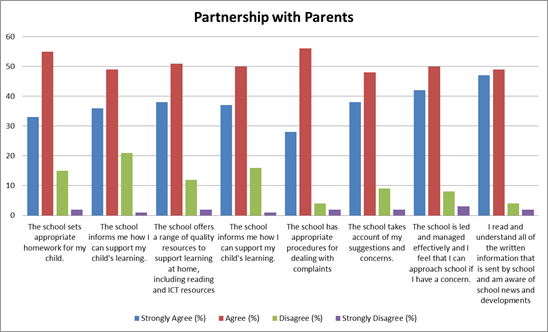 Partnership with Parents
60
50
40
30
20
10
0
The school sets
appropriate
homework for my
child.
The school
informs me how I
can support my
child's learning.
The school offers
a range of quality
resources to
support learning
at home,
including reading
and ICT resources
The school
informs me how I
can support my
child's learning.
The school has
appropriate
procedures for
dealing with
complaints
The school takes
account of my
suggestions and
concerns.
The school is led
and managed
effectively and I
feel that I can
approach school if
I have a concern.
I read and
understand all of
the written
information that
is sent by school
and am aware of
school news and
developments
Strongly Agree (%)
Agree (%)
Disagree (%)
Strongly Disagree (%)